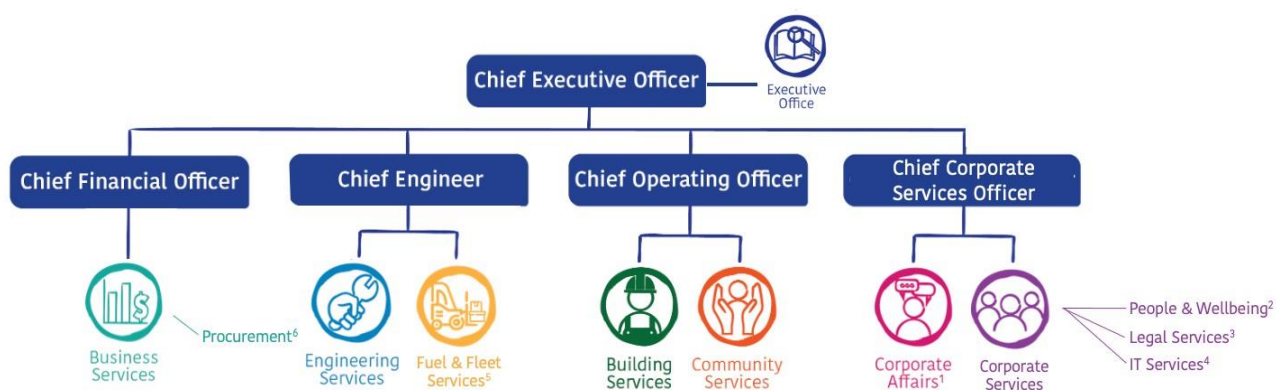 Chief Executive Officer
Executive
Office
Chief Financial Officer
Chief Engineer
Chief Operating Officer
Chief Corporate
Services Officer
$
Business
Services
Procurement⁶
Engineering
Services
Fuel & Fleet
Services⁵
Building
Services
Community
Services
Corporate
Affairs¹
Corporate
Services
People & Wellbeing²
Legal Services³
IT Services⁴